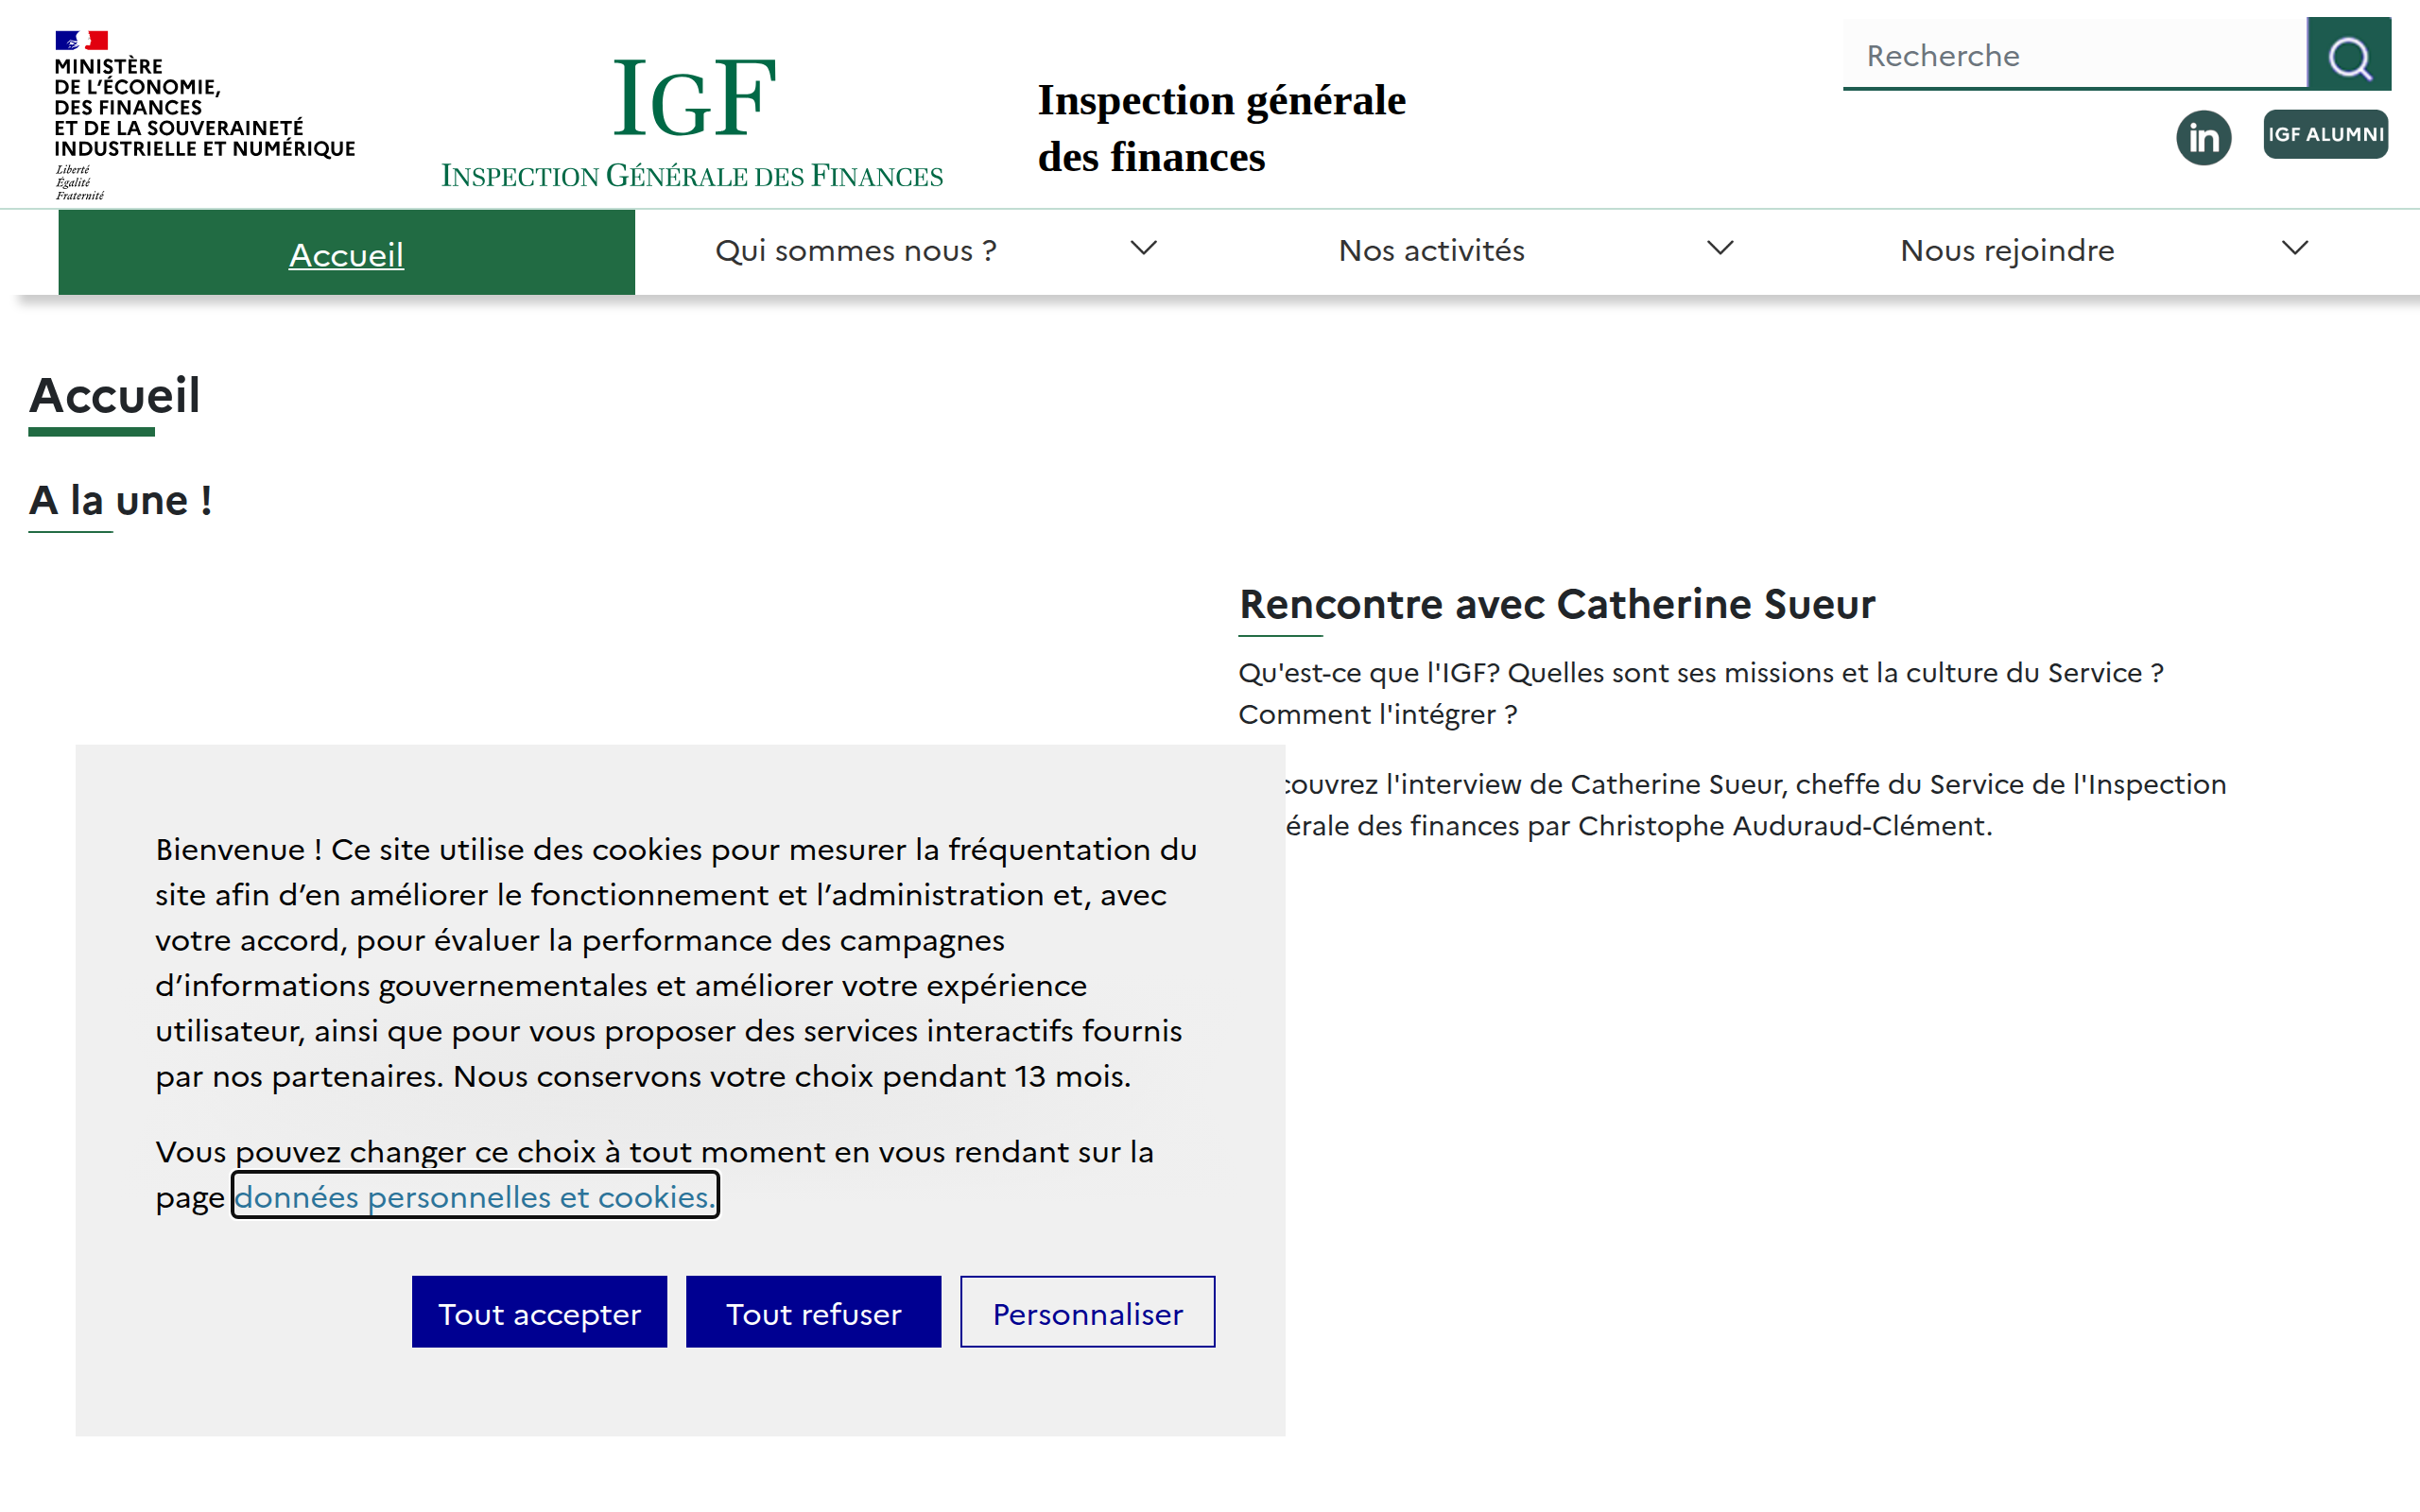 MINISTÈRE
DE L'ÉCONOMIE,
DES FINANCES
ET DE LA SOUVERAINETÉ
INDUSTRIELLE ET NUMÉRIQUE
Liberté
Égalité
Fraternité
IGF
INSPECTION GÉNÉRALE DES FINANCES
Inspection générale
des finances
Recherche
in
IGF ALUMNI
Accueil
Qui sommes nous ?
Nos activités
Nous rejoindre
Accueil
A la une !
Rencontre avec Catherine Sueur
Qu'est-ce que l'IGF? Quelles sont ses missions et la culture du Service ?
Comment l'intégrer ?
couvrez l'interview de Catherine Sueur, cheffe du Service de l'Inspection
érale des finances par Christophe Auduraud-Clément.
Bienvenue ! Ce site utilise des cookies pour mesurer la fréquentation du
site afin d’en améliorer le fonctionnement et l’administration et, avec
votre accord, pour évaluer la performance des campagnes
d’informations gouvernementales et améliorer votre expérience
utilisateur, ainsi que pour vous proposer des services interactifs fournis
par nos partenaires. Nous conservons votre choix pendant 13 mois.
Vous pouvez changer ce choix à tout moment en vous rendant sur la
page données personnelles et cookies.
Tout accepter
Tout refuser
Personnaliser